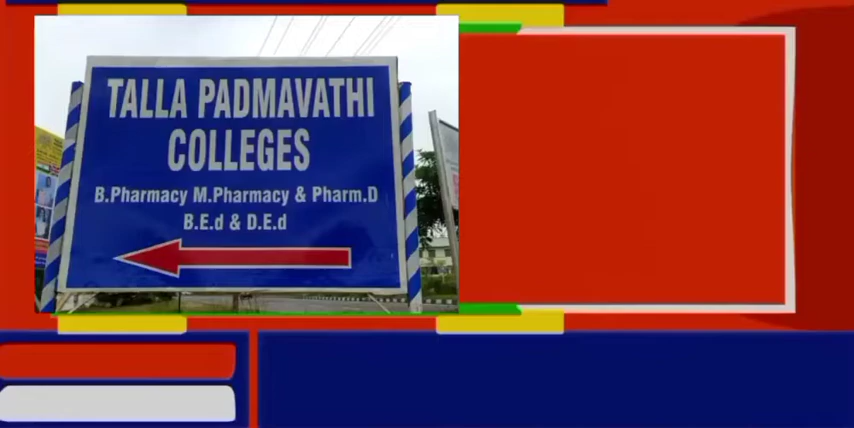 TALLA PADMAVATHI
COLLEGES
B.Pharmacy M.Pharmacy & Pharm.D
B.E.d & D.E.d